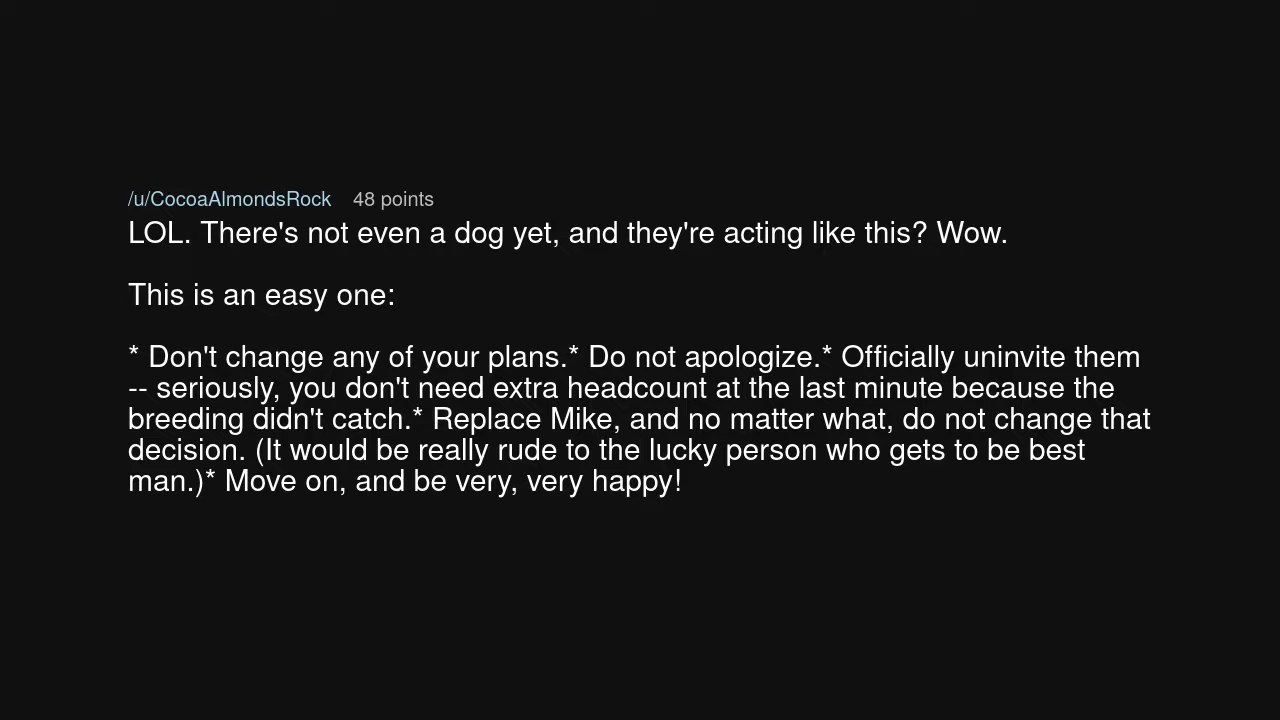 /u/CocoaAlmondsRock 48 points
LOL. There's not even a dog yet, and they're acting like this? Wow.
This is an easy one:
* Don't change any of your plans.* Do not apologize.* Officially uninvite them
-- seriously, you don't need extra headcount at the last minute because the
breeding didn't catch.* Replace Mike, and no matter what, do not change that
decision. (It would be really rude to the lucky person who gets to be best
man.)* Move on, and be very, very happy!